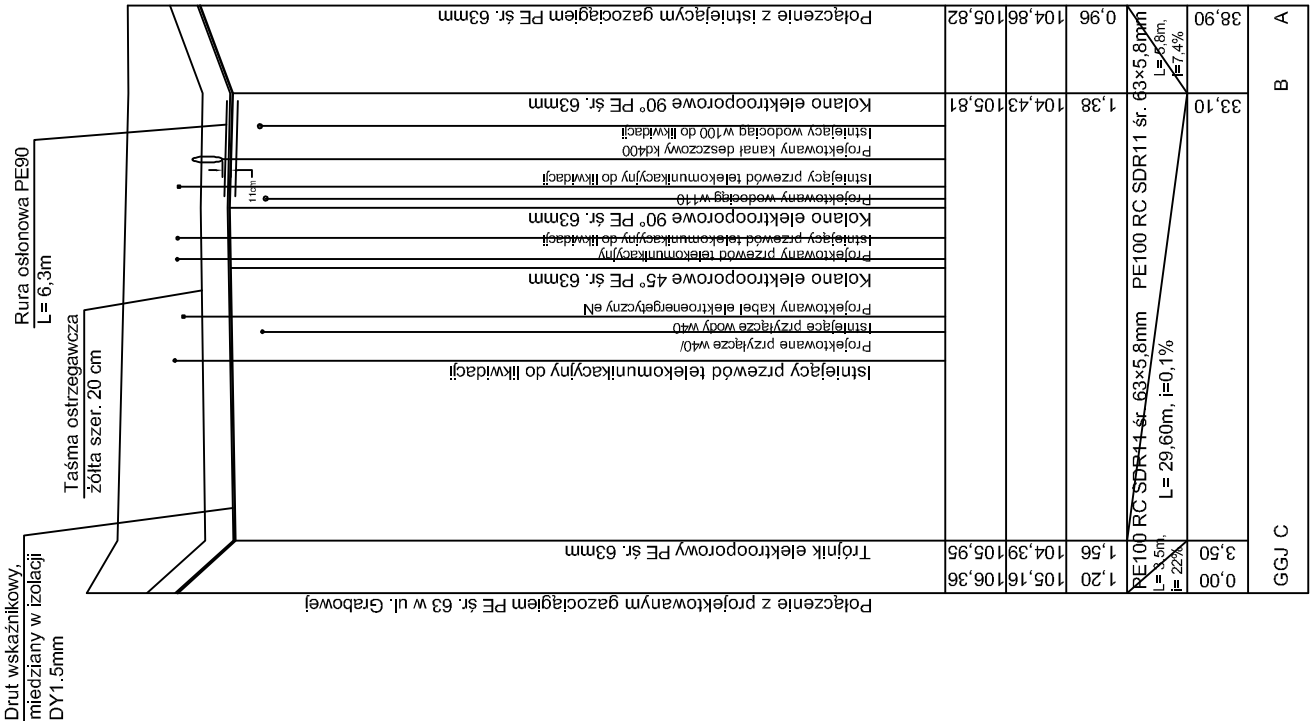 Rura osłonowa PE90
L= 6,3m
Taśma ostrzegawcza
żółta szer. 20 cm
Drut wskaźnikowy,
miedziany w izolacji
DY1.5mm
11cm
Połączenie z istniejącym gazociągiem PE śr. 63mm
Kolano elektrooporowe 90° PE śr. 63mm
Istniejący wodociąg w100 do likwidacji
Projektowany kanał deszczowy kd400
Istniejący przewód telekomunikacyjny do likwidacji
Projektowany wodociąg w110
Kolano elektrooporowe 90° PE śr. 63mm
Istniejący przewód telekomunikacyjny do likwidacji
Projektowany przewód telekomunikacyjny
Kolano elektrooporowe 45° PE śr. 63mm
Projektowany kabel elektroenergetyczny eN
Istniejące przyłącze wody w40
Projektowane przyłącze w40/
Istniejący przewód telekomunikacyjny do likwidacji
Trójnik elektrooporowy PE śr. 63mm
Połączenie z projektowanym gazociągiem PE śr. 63 w ul. Grabowej
105,82 104,86 0,96 38,90 A
105,81 104,43 1,38 33,10 B
105,95 104,39 1,56 3,50 C
106,36 105,16 1,20 0,00 GGJ
PE100 RC SDR11 śr. 63×5,8mm
L= 5,8m,
i=7,4%
PE100 RC SDR11 śr. 63×5,8mm
L= 29,60m, i=0,1%
L= 3,5m,
i= 22%